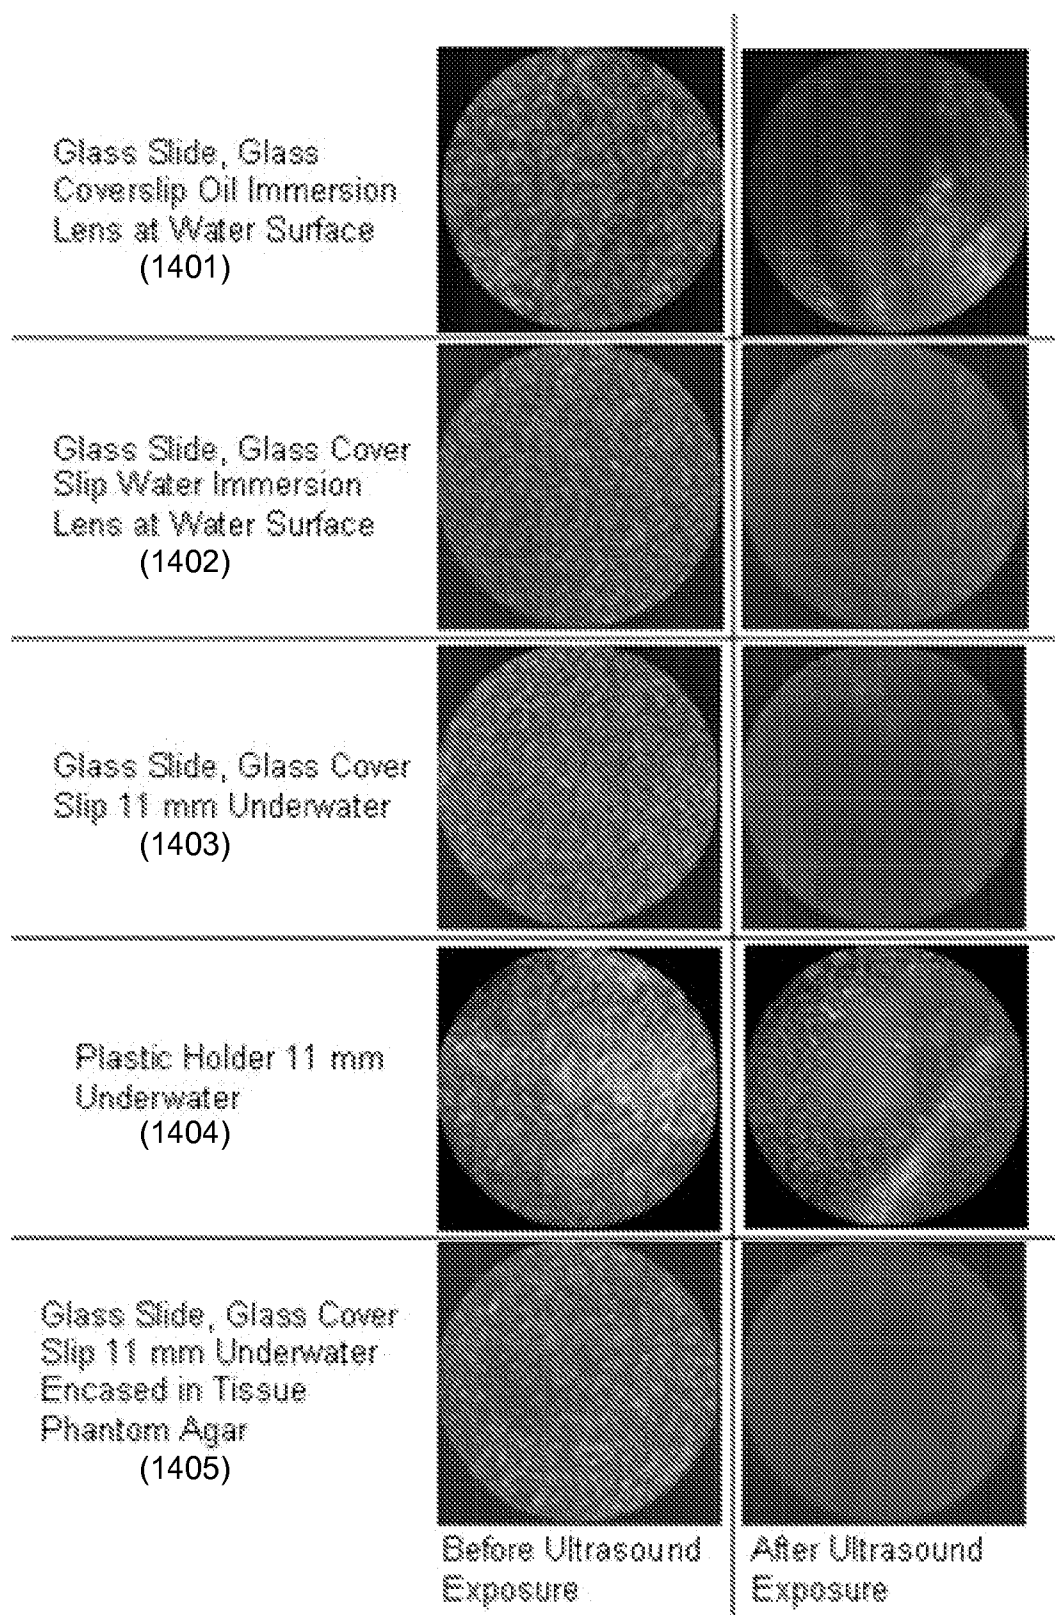 Glass Slide, Glass
Coverslip Oil Immersion
Lens at Water Surface
(1401)
Glass Slide, Glass Cover
Slip Water Immersion
Lens at Water Surface
(1402)
Glass Slide, Glass Cover
Slip 11 mm Underwater
(1403)
Plastic Holder 11 mm
Underwater
(1404)
Glass Slide, Glass Cover
Slip 11 mm Underwater
Encased in Tissue
Phantom Agar
(1405)
Before Ultrasound
Exposure
After Ultrasound
Exposure